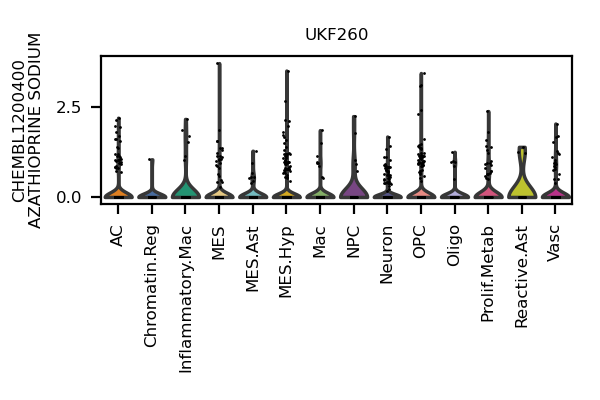 UKF260
CHEMBL1200400
AZATHIOPRINE SODIUM
2.5
0.0
AC
Chromatin.Reg
Inflammatory.Mac
MES
MES.Ast
MES.Hyp
Mac
NPC
Neuron
OPC
Oligo
Prolif.Metab
Reactive.Ast
Vasc